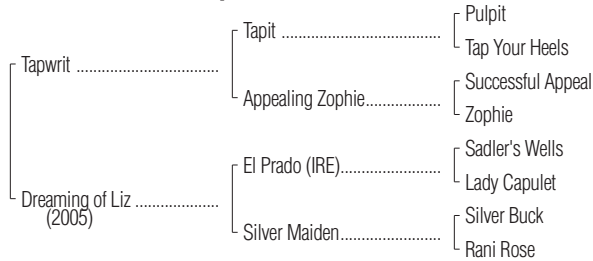 Pulpit
Tapit ..........................................
Tap Your Heels
Tapwrit ......................................
Successful Appeal
Appealing Zophie....................
Zophie
Sadler's Wells
El Prado (IRE)...........................
Lady Capulet
Dreaming of Liz ......................
(2005)
Silver Buck
Silver Maiden...........................
Rani Rose